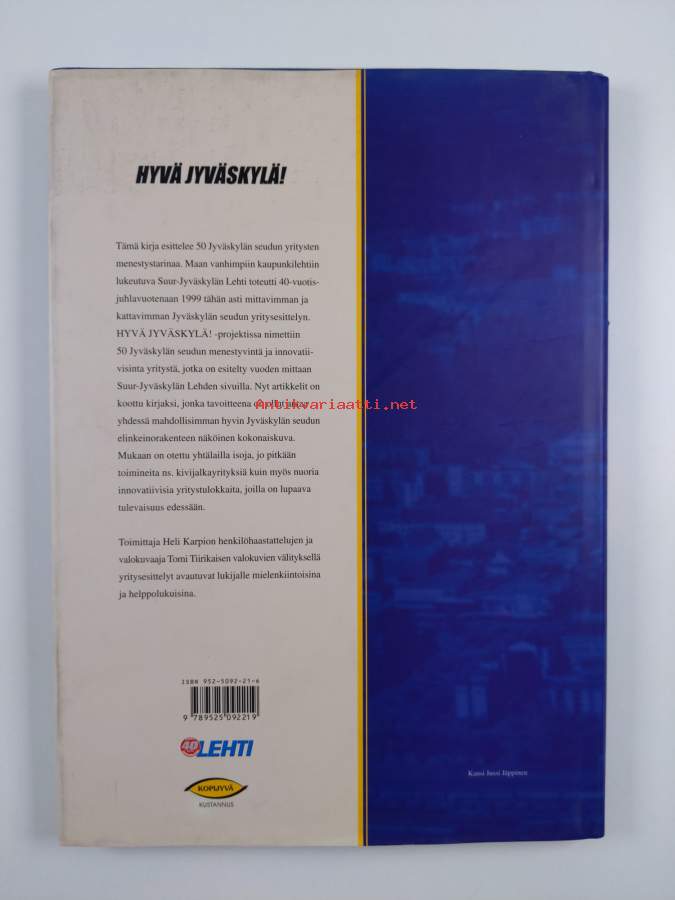 HYVÄ JYVÄSKYLÄ!
Tämä kirja esittelee 50 Jyväskylän seudun yritysten
menestystarinaa. Maan vanhimpiin kaupunkilehtiin
lukeutuva Suur-Jyväskylän Lehti toteutti 40-vuotis-
juhlavuotenaan 1999 tähän asti mittavimman ja
kattavimman Jyväskylän seudun yritysesittelyn.
HYVÄ JYVÄSKYLÄ! -projektissa nimettiin
50 Jyväskylän seudun menestyvintä ja innovatii-
visinta yritystä, jotka on esitelty vuoden mittaan
Suur-Jyväskylän Lehden sivuilla. Nyt artikkelit on
koottu kirjaksi, jonka tavoitteena on ollut antaa
Antikvariaatti.net
yhdessä mahdollisimman hyvin Jyväskylän seudun
elinkeinorakenteen näköinen kokonaiskuva.
Mukaan on otettu yhtälailla isoja, jo pitkään
toimineita ns. kivijalkayrityksiä kuin myös nuoria
innovatiivisia yritystulokkaita, joilla on lupaava
tulevaisuus edessään.
Toimittaja Heli Karpion henkilöhaastattelujen ja
valokuvaaja Tomi Tiirikaisen valokuvien välityksellä
yritysesittelyt avautuvat lukijalle mielenkiintoisina
ja helppolukuisina.
ISBN 952-5092-21-6
9 789525 092219
40 LEHTI
KOPIJYVÄ
KUSTANNUS
Kansi Jussi Jäppinen